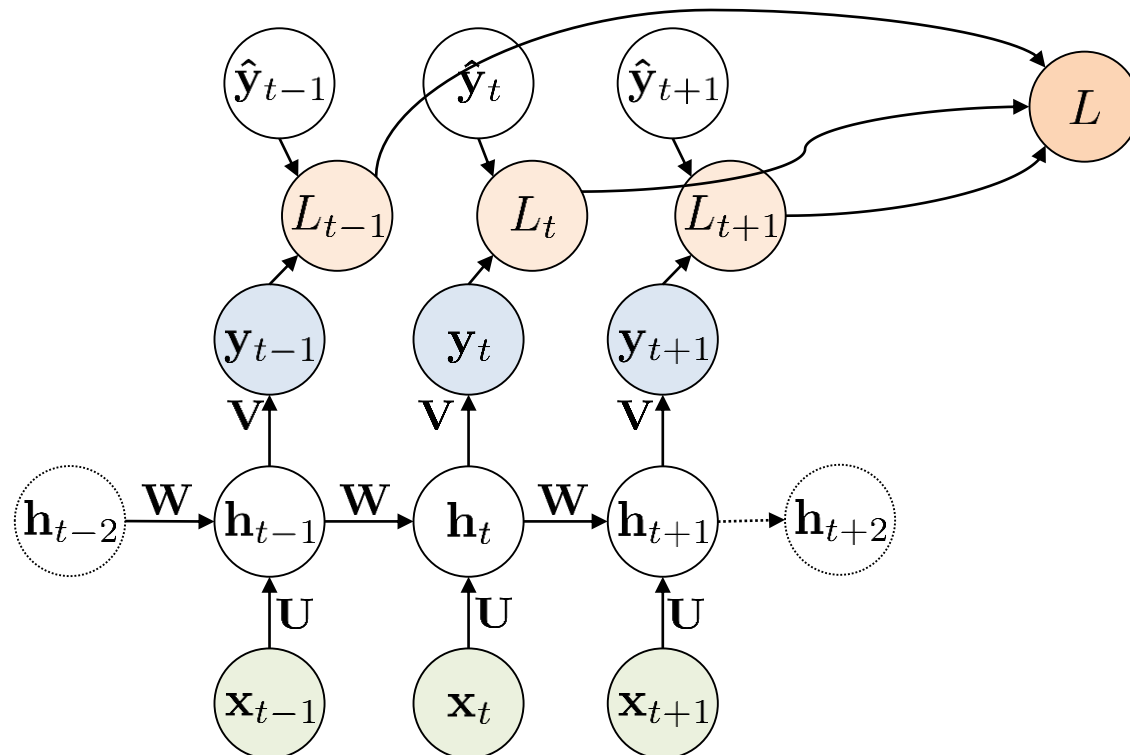 ŷ_{t−1} ŷ_t ŷ_{t+1} L
L_{t−1} L_t L_{t+1}
y_{t−1} y_t y_{t+1}
V V V
W W W
h_{t−2} h_{t−1} h_t h_{t+1} h_{t+2}
U U U
x_{t−1} x_t x_{t+1}